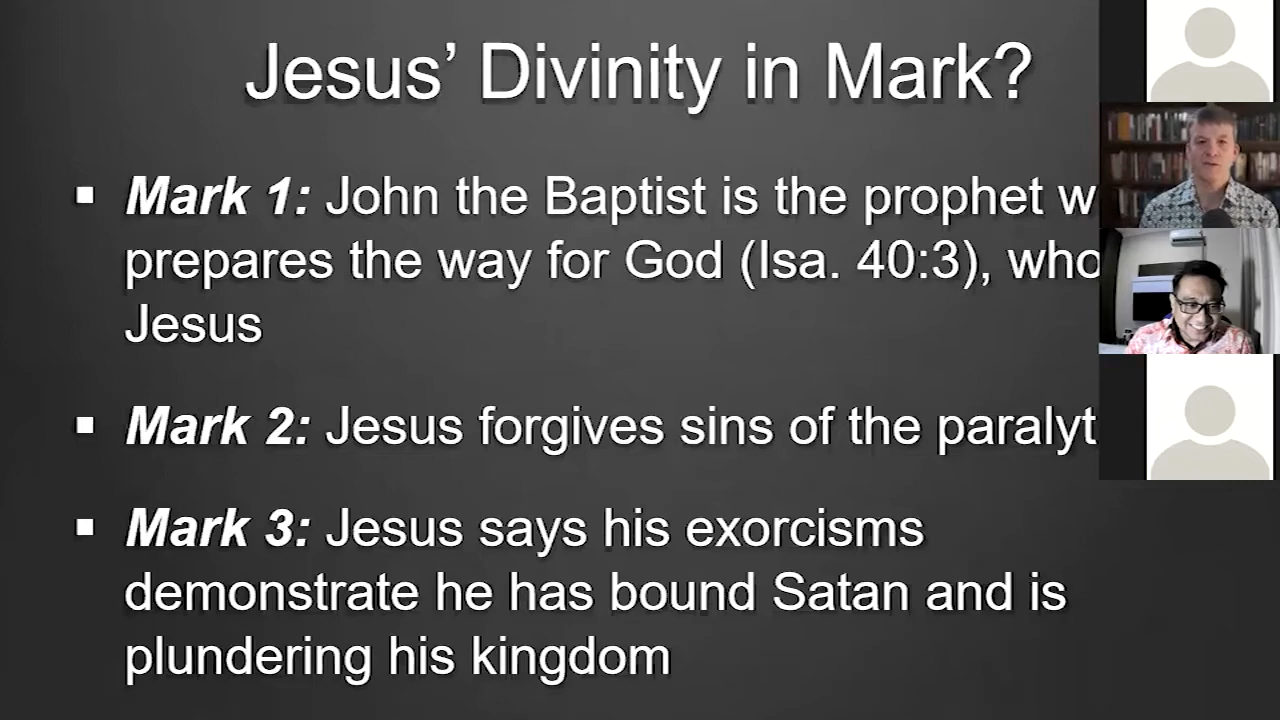 Jesus’ Divinity in Mark?
▪ Mark 1: John the Baptist is the prophet
prepares the way for God (Isa. 40:3), who
Jesus
▪ Mark 2: Jesus forgives sins of the
▪ Mark 3: Jesus says his exorcisms
demonstrate he has bound Satan and is
plundering his kingdom